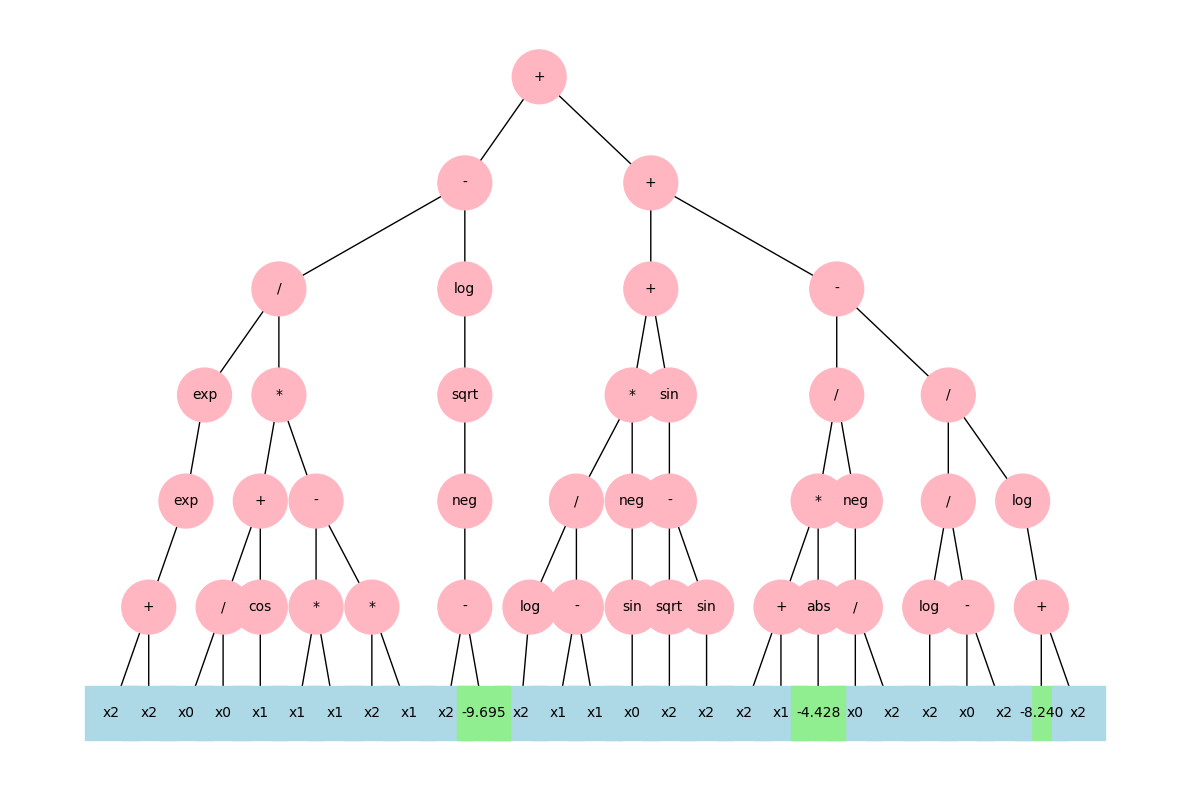 +
- +
/ log + -
exp * sqrt * sin / /
exp + - neg / neg - * neg / log
+ / cos * * - log - sin sqrt sin + abs / log - +
x2 x2 x0 x0 x1 x1 x1 x2 x1 x2 -9.695 x2 x1 x1 x0 x2 x2 x2 x1 -4.428 x0 x2 x2 x0 x2 -8.240 x2